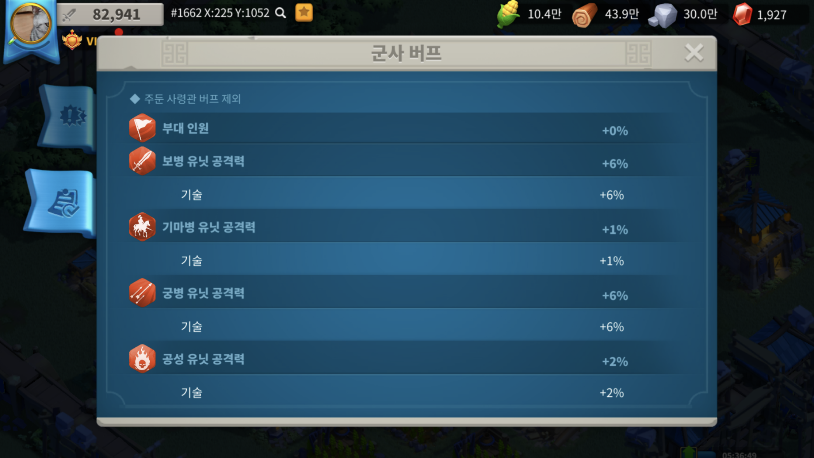 82,941
#1662 X:225 Y:1052
10.4만
43.9만
30.0만
1,927
군사 버프
주둔 사령관 버프 제외
부대 인원 +0%
보병 유닛 공격력 +6%
기술 +6%
기마병 유닛 공격력 +1%
기술 +1%
궁병 유닛 공격력 +6%
기술 +6%
공성 유닛 공격력 +2%
기술 +2%
05:36:49